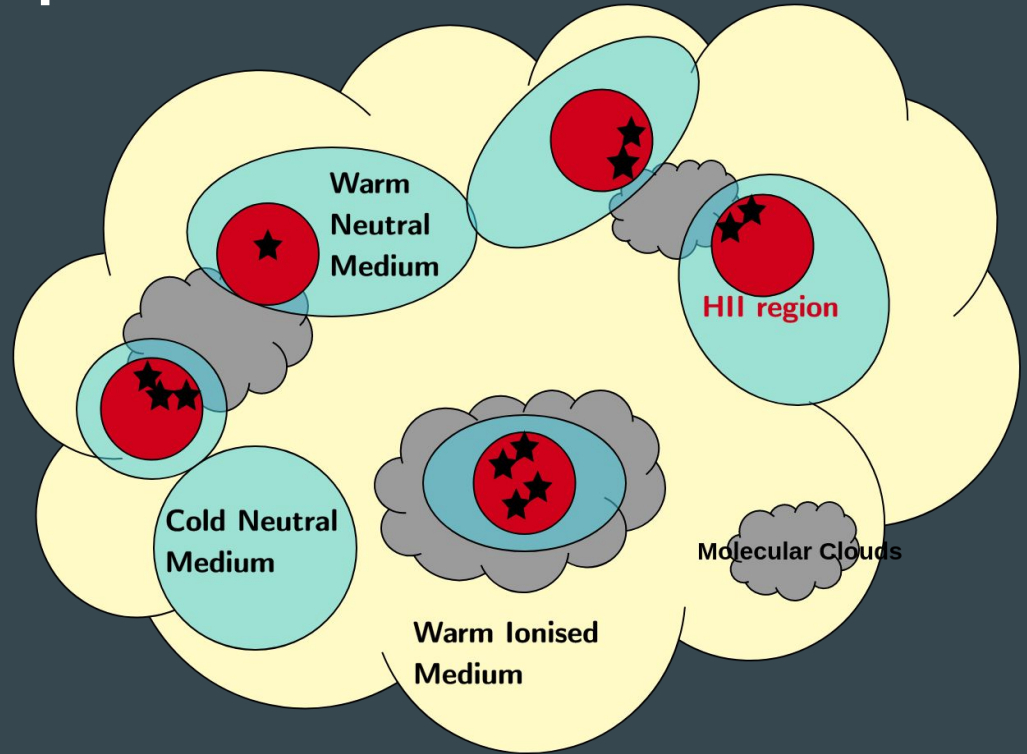 Warm
Neutral
Medium
HII region
Cold Neutral
Medium
Molecular Clouds
Warm Ionised
Medium